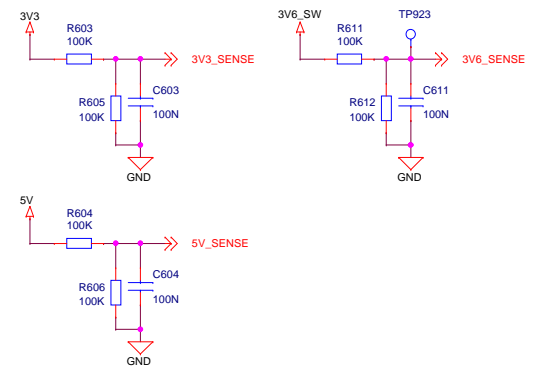 3V3
R603
100K
3V3_SENSE
R605
100K
C603
100N
GND
3V6_SW
TP923
R611
100K
3V6_SENSE
R612
100K
C611
100N
GND
5V
R604
100K
5V_SENSE
R606
100K
C604
100N
GND